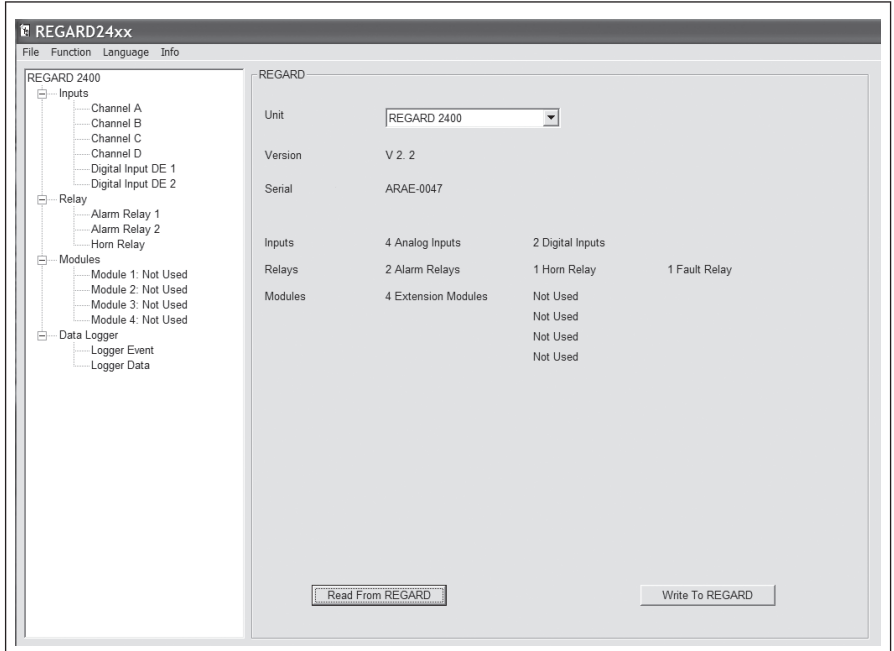 REGARD24xx
File Function Language Info
REGARD 2400
Inputs
Channel A
Channel B
Channel C
Channel D
Digital Input DE 1
Digital Input DE 2
Relay
Alarm Relay 1
Alarm Relay 2
Horn Relay
Modules
Module 1: Not Used
Module 2: Not Used
Module 3: Not Used
Module 4: Not Used
Data Logger
Logger Event
Logger Data
REGARD
Unit REGARD 2400
Version V 2. 2
Serial ARAE-0047
Inputs 4 Analog Inputs 2 Digital Inputs
Relays 2 Alarm Relays 1 Horn Relay 1 Fault Relay
Modules 4 Extension Modules Not Used
Not Used
Not Used
Not Used
Read From REGARD Write To REGARD